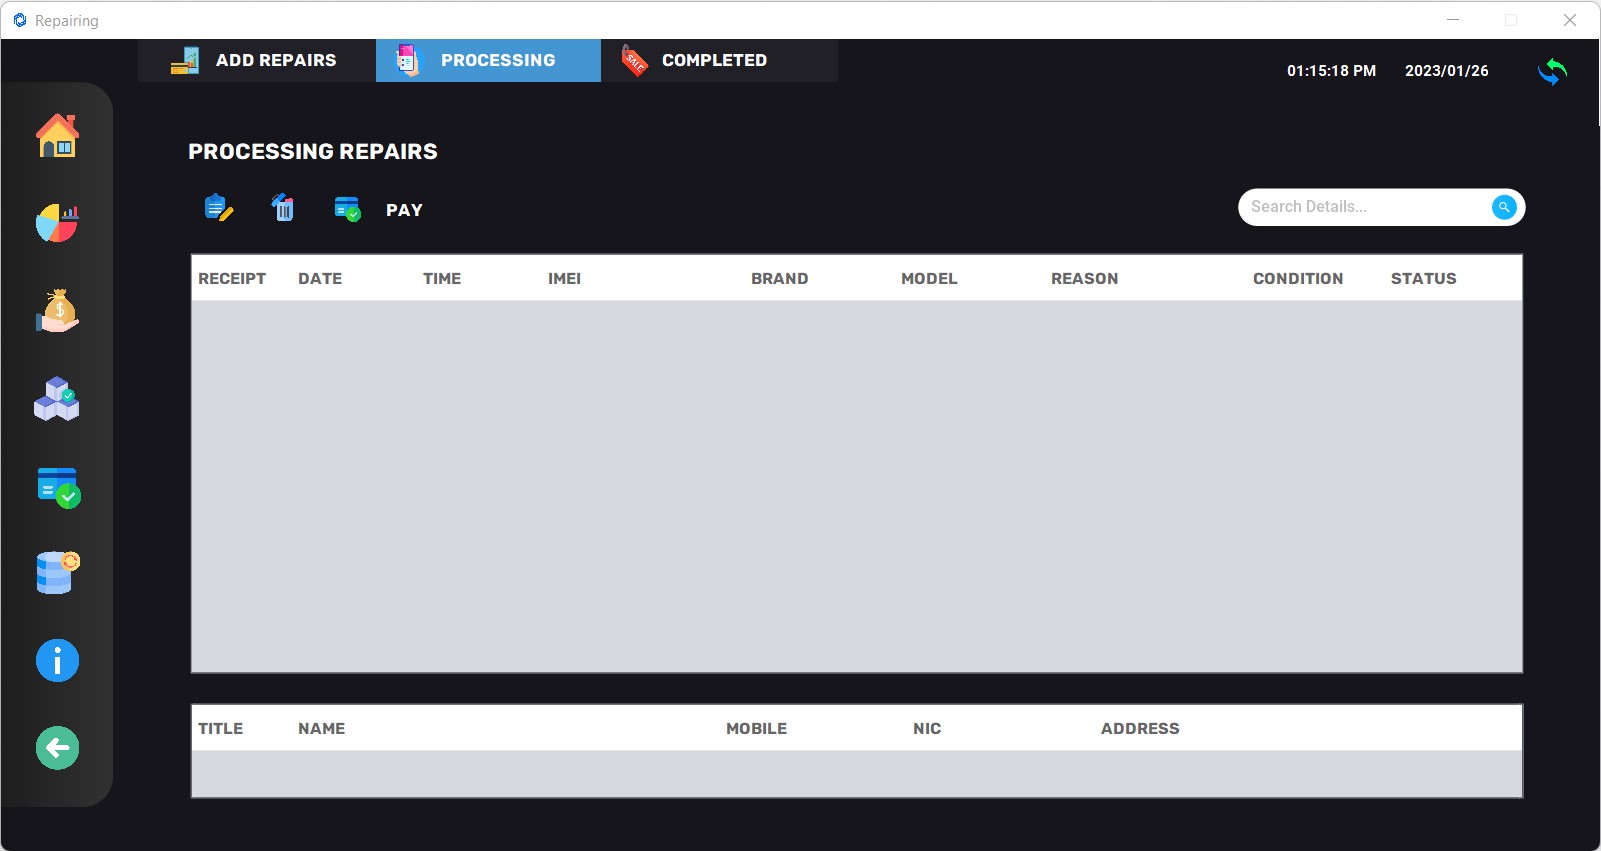 Repairing
ADD REPAIRS PROCESSING SALE COMPLETED
01:15:18 PM 2023/01/26
PROCESSING REPAIRS
PAY
Search Details...
RECEIPT DATE TIME IMEI BRAND MODEL REASON CONDITION STATUS
TITLE NAME MOBILE NIC ADDRESS